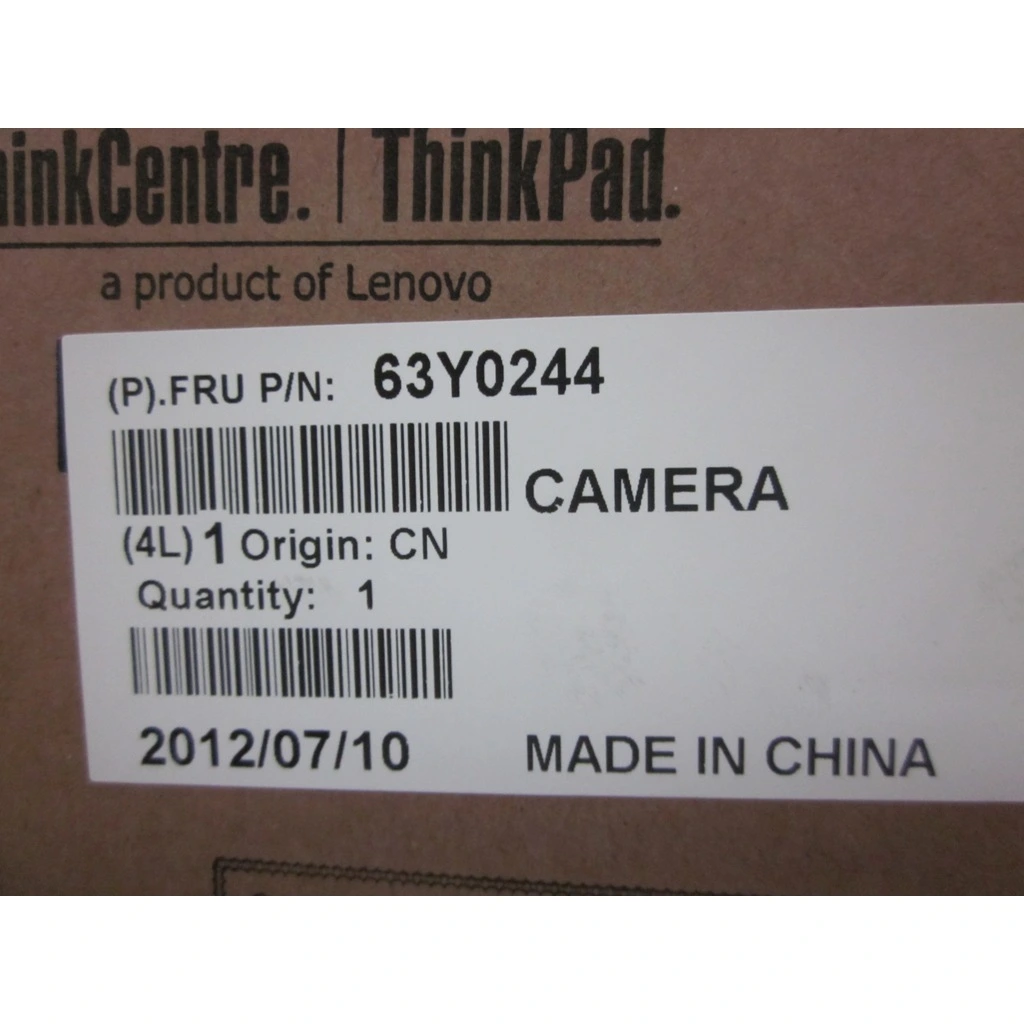 inkCentre. | ThinkPad.
a product of Lenovo
(P).FRU P/N: 63Y0244
CAMERA
(4L) 1 Origin: CN
Quantity: 1
2012/07/10 MADE IN CHINA